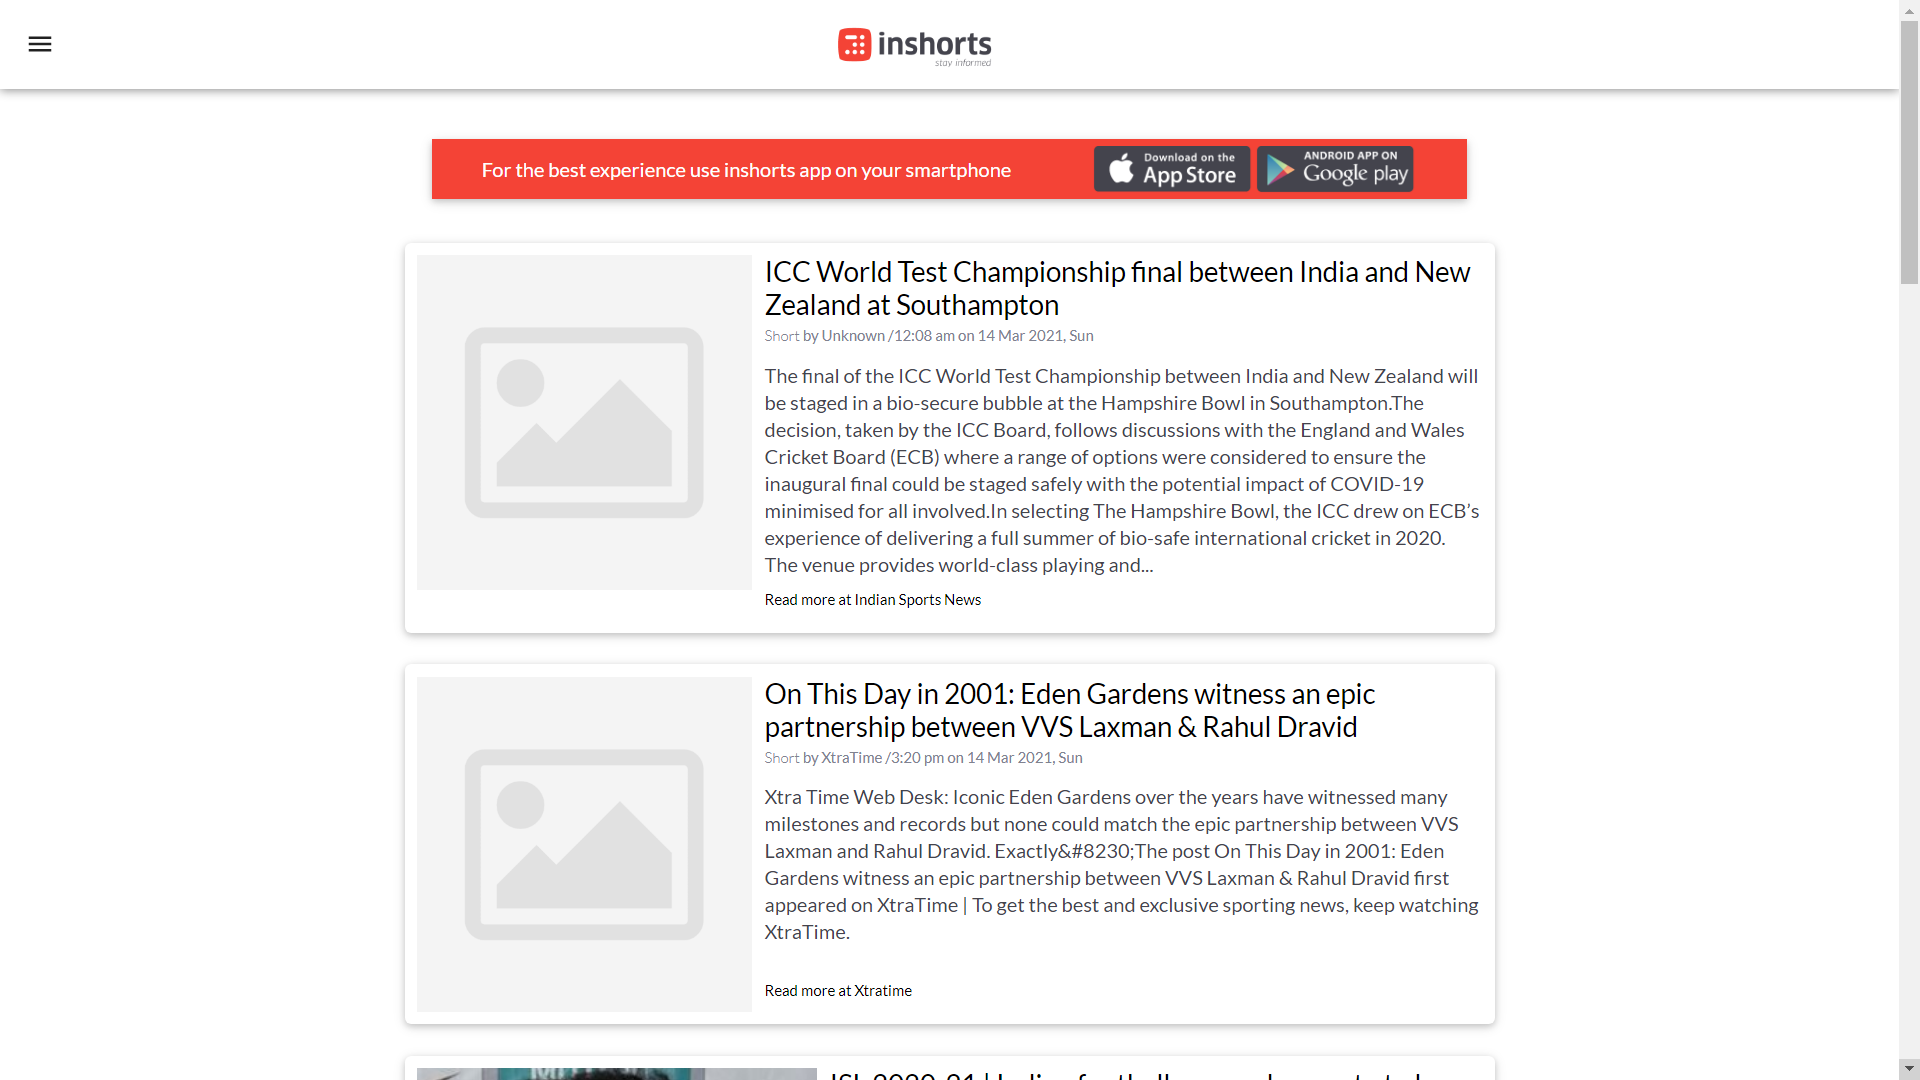 inshorts
stay informed
For the best experience use inshorts app on your smartphone
Download on the
App Store
ANDROID APP ON
Google play
ICC World Test Championship final between India and New
Zealand at Southampton
Short by Unknown /12:08 am on 14 Mar 2021, Sun
The final of the ICC World Test Championship between India and New Zealand will
be staged in a bio-secure bubble at the Hampshire Bowl in Southampton.The
decision, taken by the ICC Board, follows discussions with the England and Wales
Cricket Board (ECB) where a range of options were considered to ensure the
inaugural final could be staged safely with the potential impact of COVID-19
minimised for all involved.In selecting The Hampshire Bowl, the ICC drew on ECB’s
experience of delivering a full summer of bio-safe international cricket in 2020.
The venue provides world-class playing and...
Read more at Indian Sports News
On This Day in 2001: Eden Gardens witness an epic
partnership between VVS Laxman & Rahul Dravid
Short by XtraTime /3:20 pm on 14 Mar 2021, Sun
Xtra Time Web Desk: Iconic Eden Gardens over the years have witnessed many
milestones and records but none could match the epic partnership between VVS
Laxman and Rahul Dravid. Exactly&#8230;The post On This Day in 2001: Eden
Gardens witness an epic partnership between VVS Laxman & Rahul Dravid first
appeared on XtraTime | To get the best and exclusive sporting news, keep watching
XtraTime.
Read more at Xtratime
ISL 2020-21 | Indian football